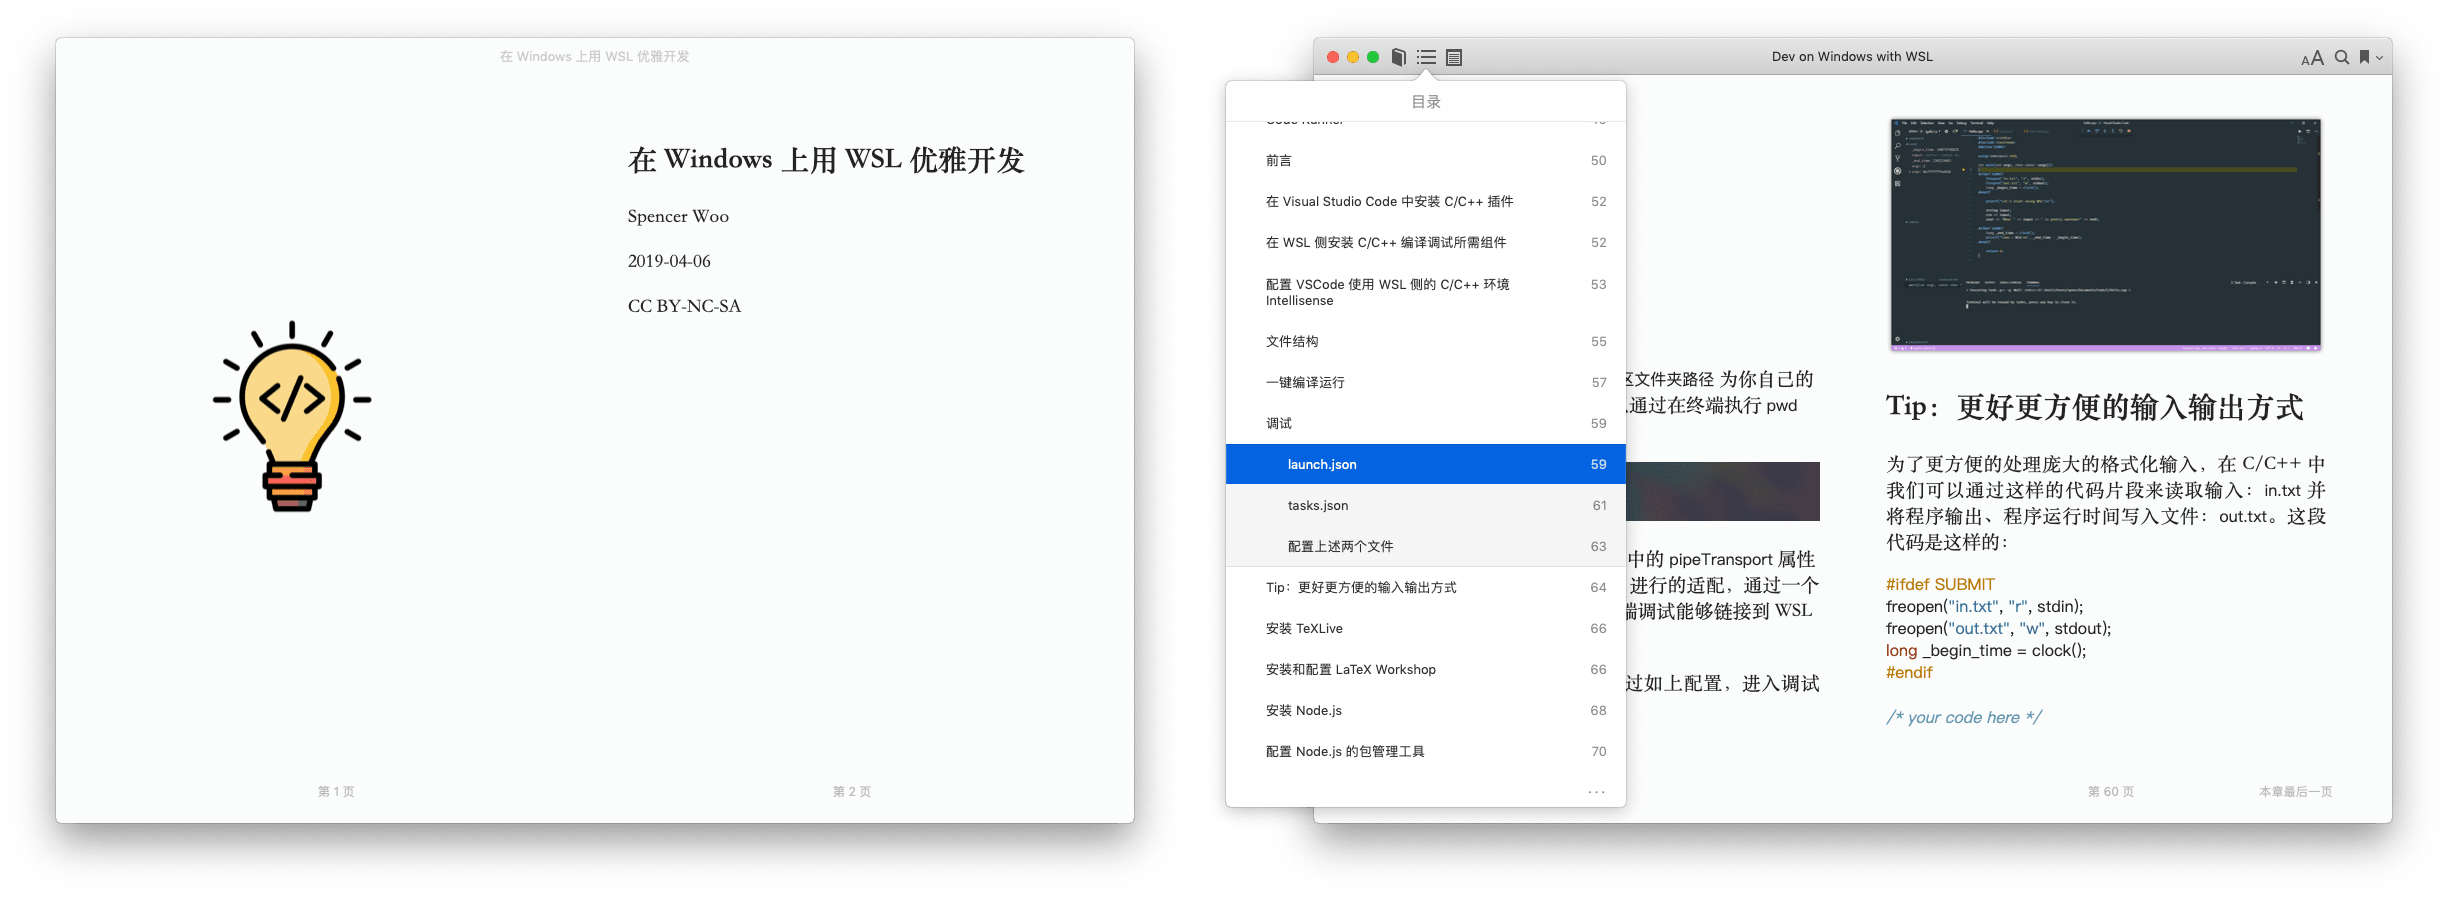 在 Windows 上用 WSL 优雅开发
在 Windows 上用 WSL 优雅开发
Spencer Woo
2019-04-06
CC BY-NC-SA
</>
第 1 页
第 2 页
Dev on Windows with WSL
AA
目录
前言 50
在 Visual Studio Code 中安装 C/C++ 插件 52
在 WSL 侧安装 C/C++ 编译调试所需组件 52
配置 VSCode 使用 WSL 侧的 C/C++ 环境 53
Intellisense
文件结构 55
一键编译运行 57
调试 59
launch.json 59
tasks.json 61
配置上述两个文件 63
Tip：更好更方便的输入输出方式 64
安装 TeXLive 66
安装和配置 LaTeX Workshop 66
安装 Node.js 68
配置 Node.js 的包管理工具 70
...
区文件夹路径 为你自己的
通过在终端执行 pwd
中的 pipeTransport 属性
进行的适配，通过一个
端调试能够链接到 WSL
过如上配置，进入调试
Tip：更好更方便的输入输出方式
为了更方便的处理庞大的格式化输入，在 C/C++ 中
我们可以通过这样的代码片段来读取输入：in.txt 并
将程序输出、程序运行时间写入文件：out.txt。这段
代码是这样的：
#ifdef SUBMIT
freopen("in.txt", "r", stdin);
freopen("out.txt", "w", stdout);
long _begin_time = clock();
#endif
/* your code here */
第 60 页
本章最后一页